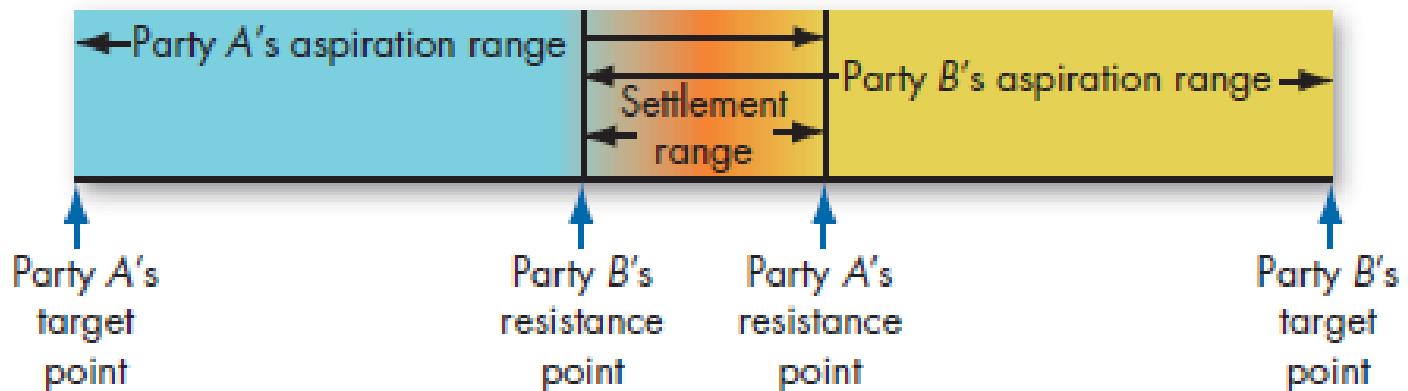 Party A's aspiration range
Party B's aspiration range
Settlement
range
Party A's
target
point
Party B's
resistance
point
Party A's
resistance
point
Party B's
target
point